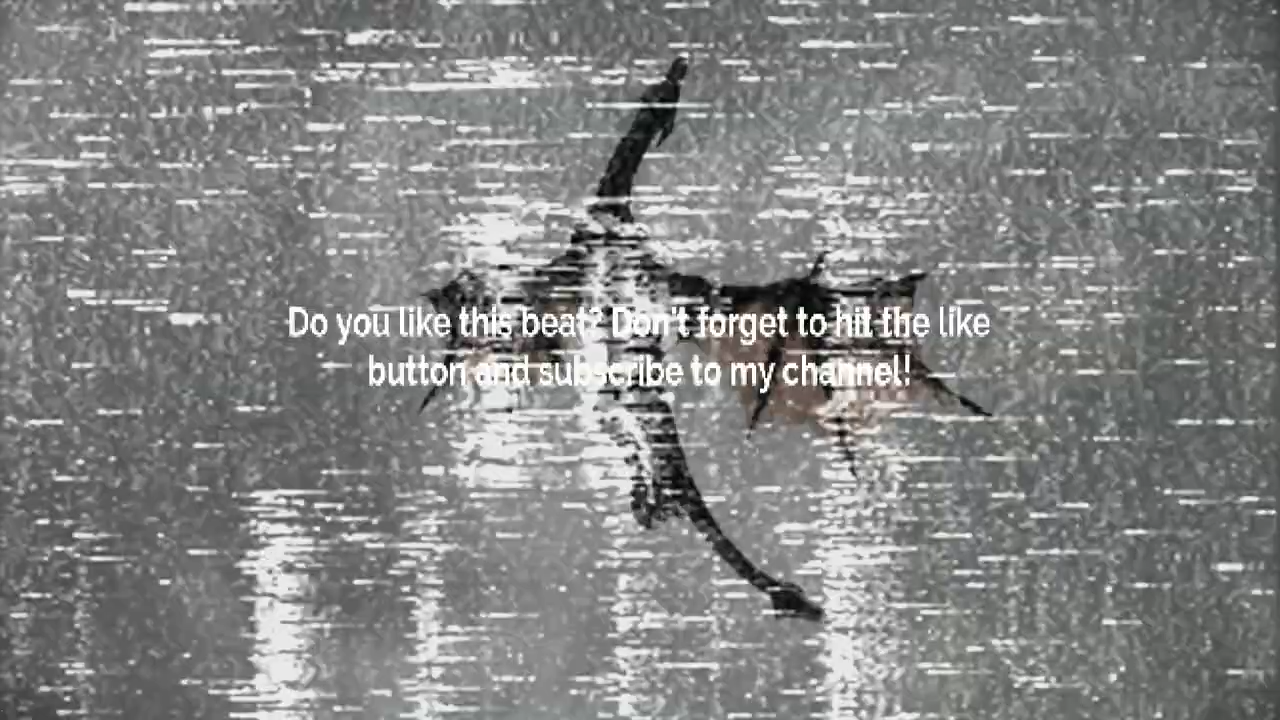 Do you like this beat? Don't forget to hit the like
button and subscribe to my channel!